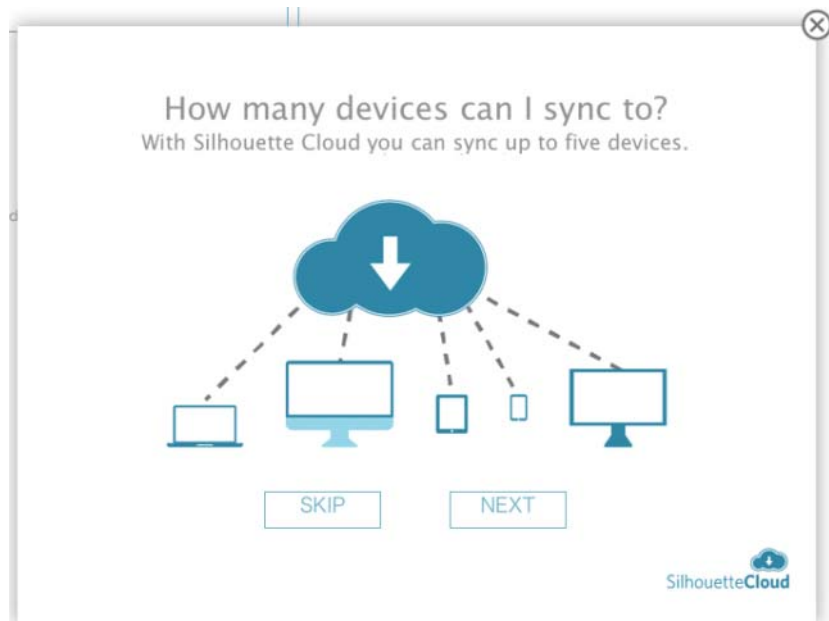 How many devices can I sync to?
With Silhouette Cloud you can sync up to five devices.
d
SKIP NEXT
SilhouetteCloud